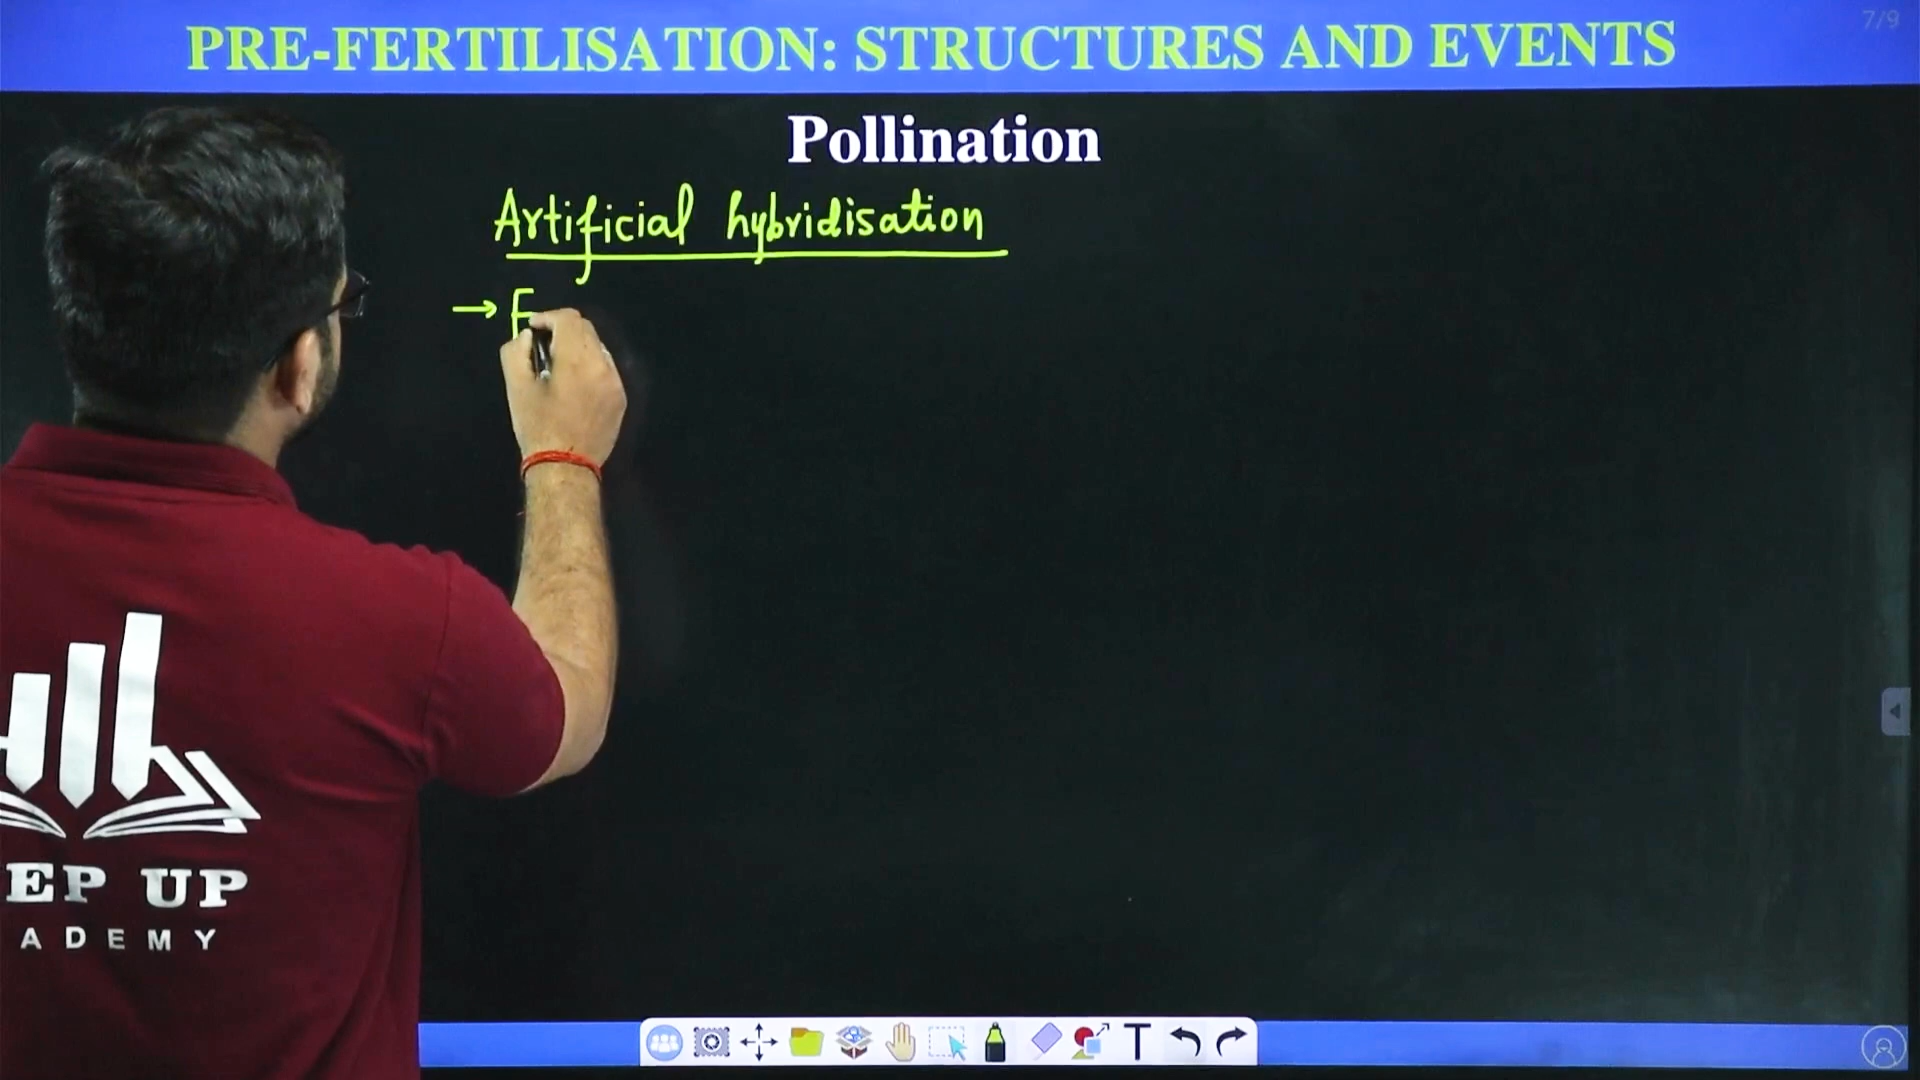 PRE-FERTILISATION: STRUCTURES AND EVENTS
7/9
Pollination
Artificial hybridisation
→ E
EP UP
ADEMY
T